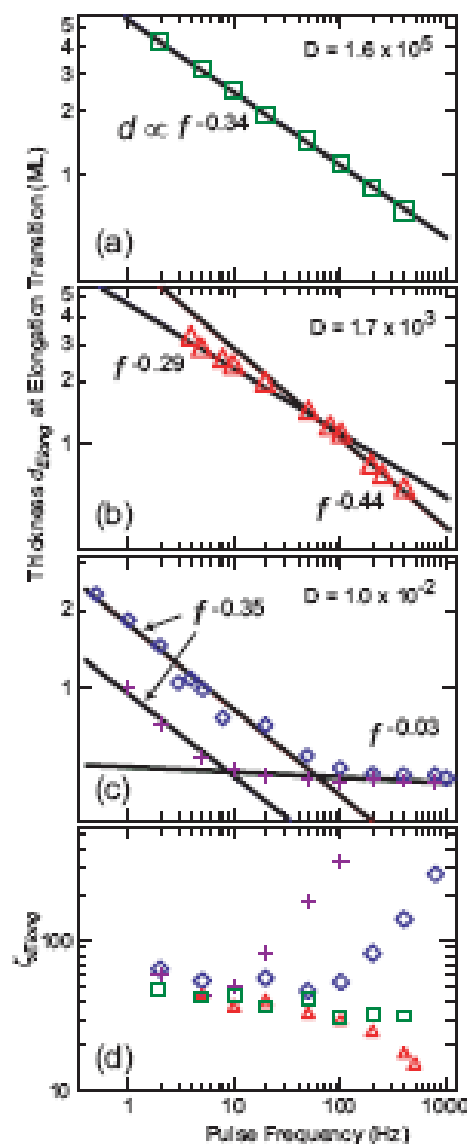 Thickness dElong at Elongation Transition (ML)
5
4
3
2
1
D = 1.6 x 10^5
d ∝ f^-0.34
(a)
5
4
3
2
1
D = 1.7 x 10^3
f^-0.29
f^-0.44
(b)
2
1
D = 1.0 x 10^-2
f^-0.35
f^-0.03
(c)
100
10
(d)
1
10
100
1000
Pulse Frequency (Hz)